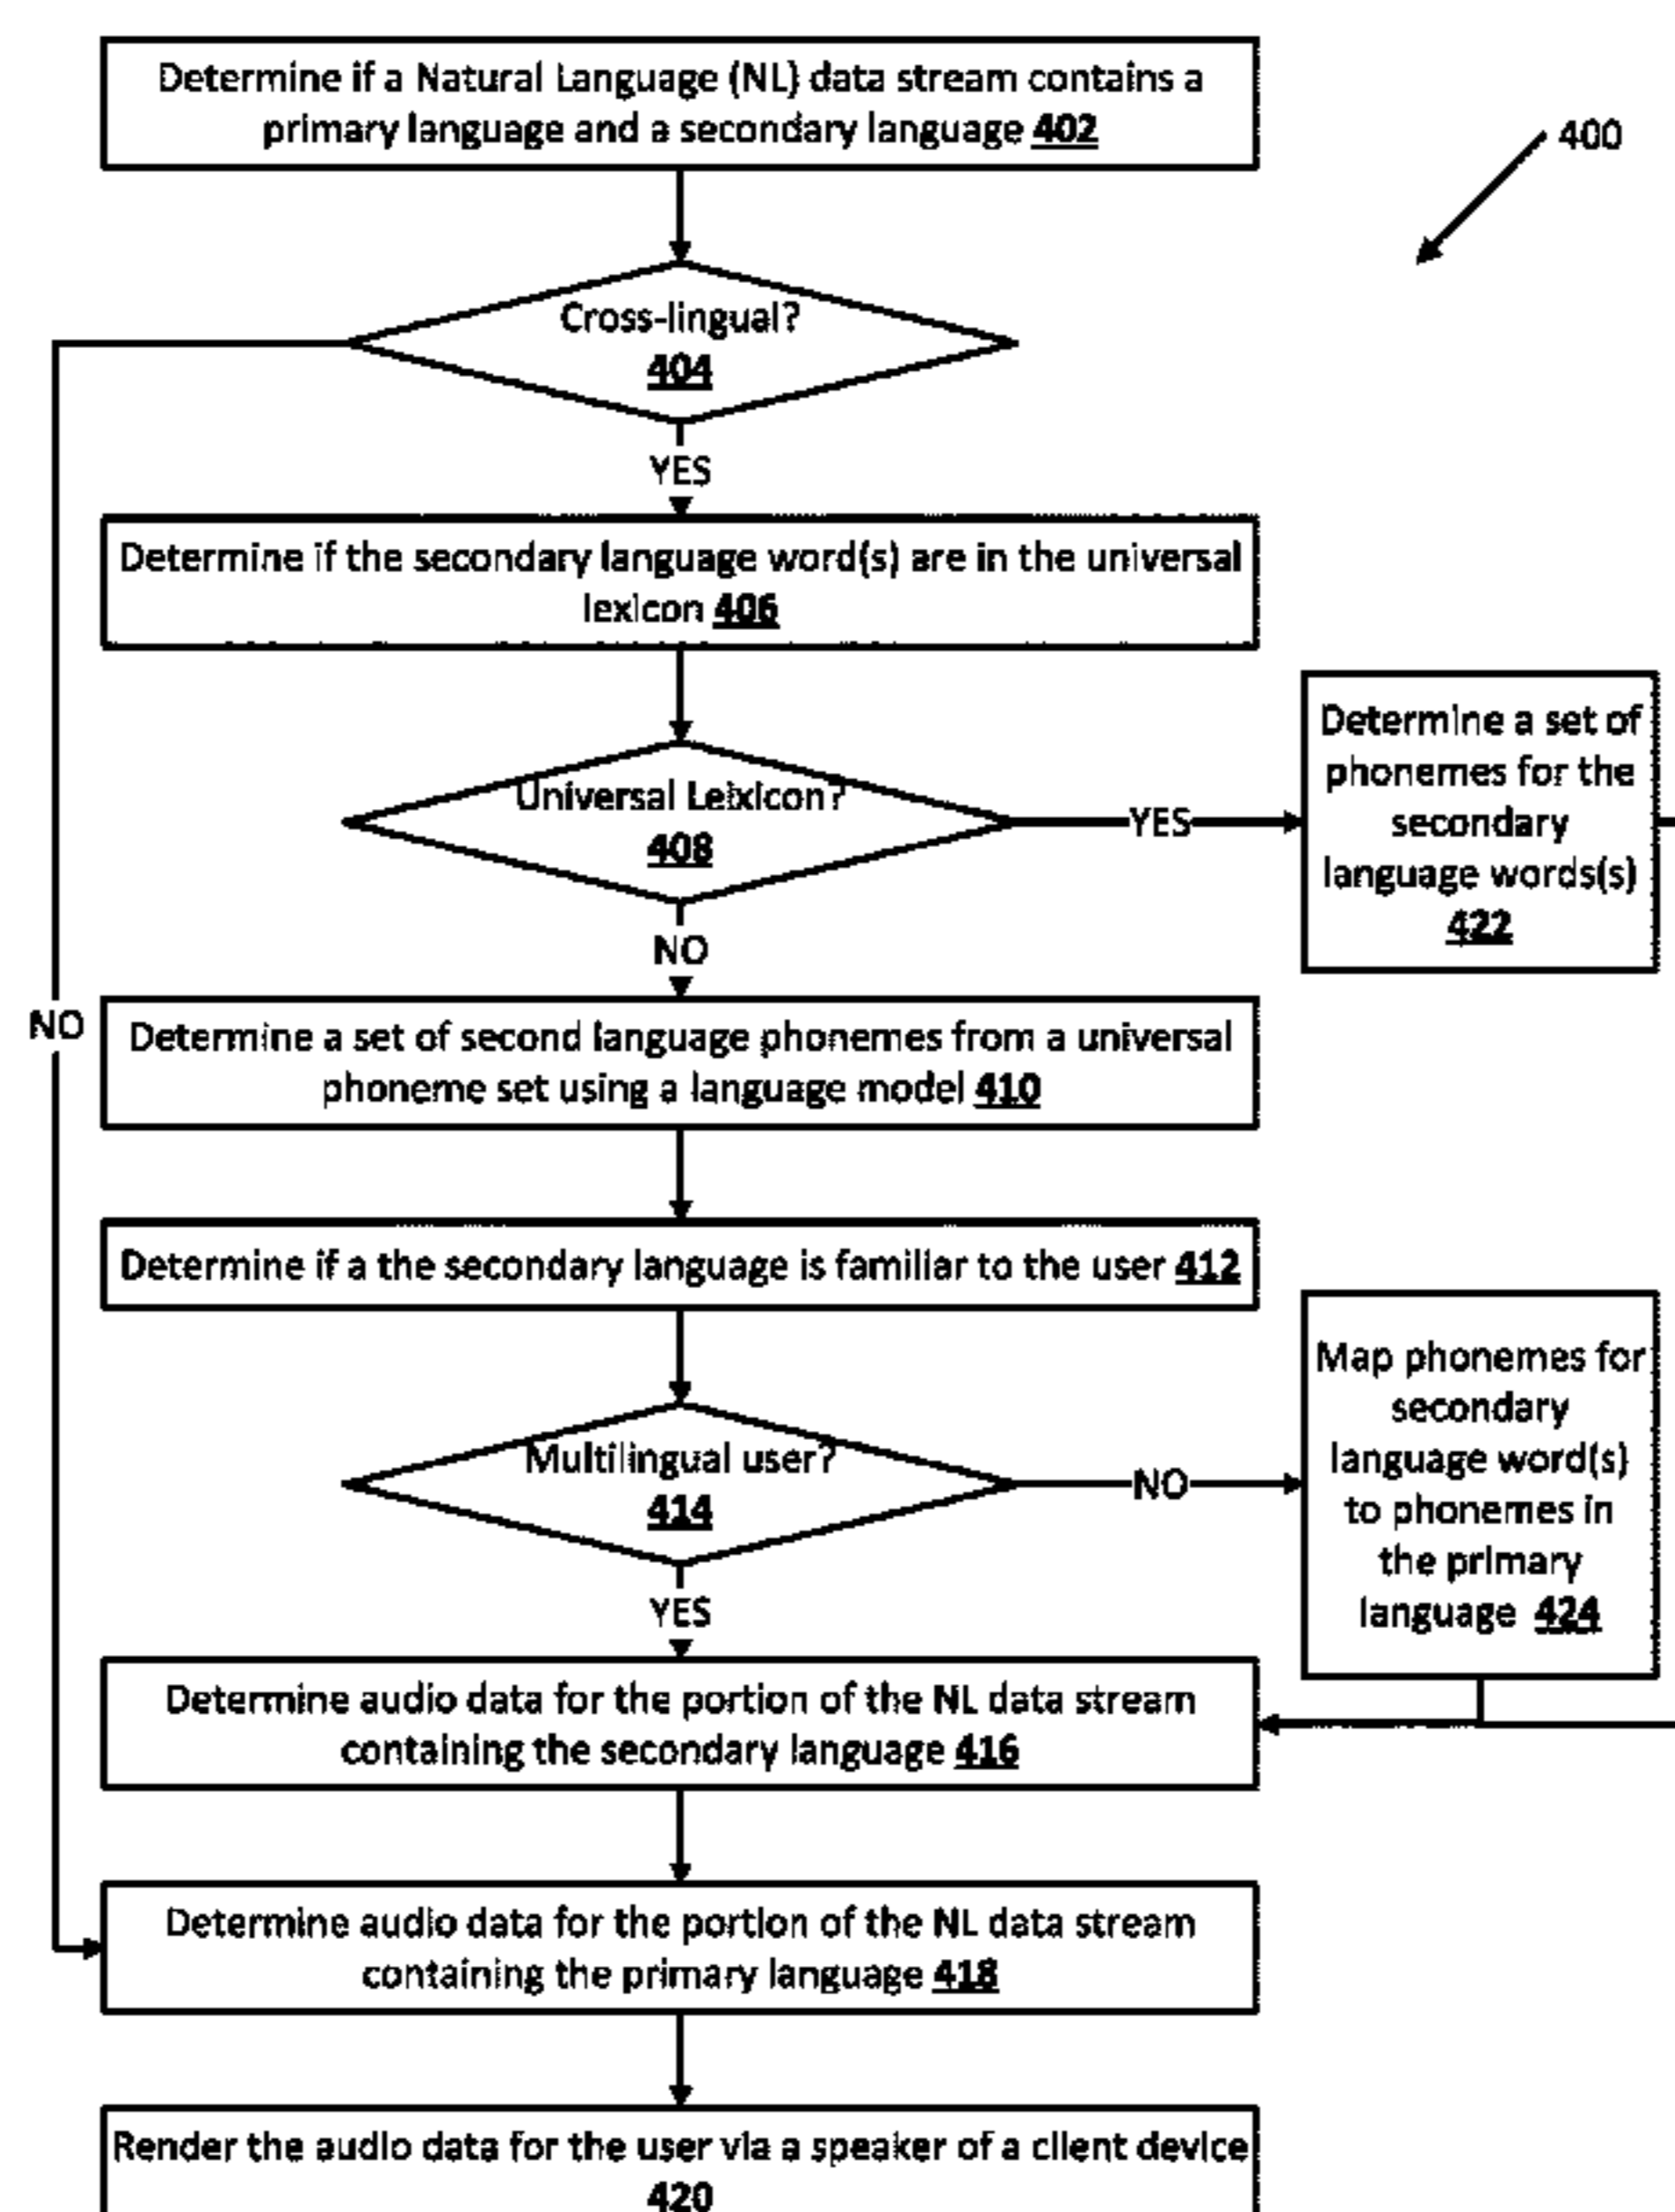 Determine if a Natural Language (NL) data stream contains a
primary language and a secondary language 402
400
Cross-lingual?
404
YES
Determine if the secondary language word(s) are in the universal
lexicon 406
Universal Leixicon?
408
YES
Determine a set of
phonemes for the
secondary
language words(s)
422
NO
NO
Determine a set of second language phonemes from a universal
phoneme set using a language model 410
Determine if a the secondary language is familiar to the user 412
Multilingual user?
414
NO
Map phonemes for
secondary
language word(s)
to phonemes in
the primary
language 424
YES
Determine audio data for the portion of the NL data stream
containing the secondary language 416
Determine audio data for the portion of the NL data stream
containing the primary language 418
Render the audio data for the user via a speaker of a client device
420